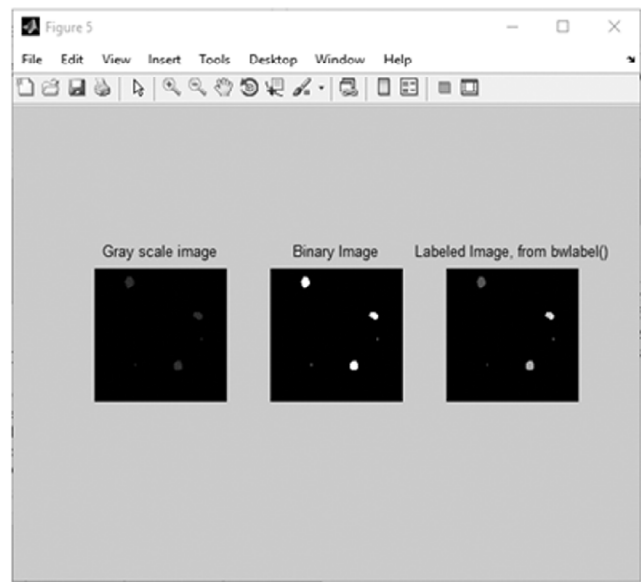 Figure 5
File Edit View Insert Tools Desktop Window Help
Gray scale image Binary Image Labeled Image, from bwlabel()